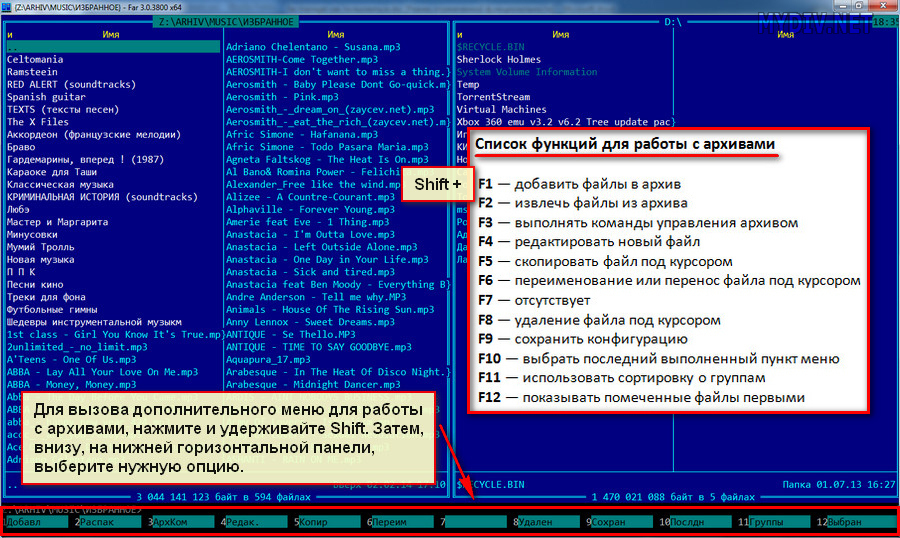 Z:\ARHIV\MUSIC\ИЗБРАННОЕ} - Far 3.0.3800 x64
Z:\ARHIV\MUSIC\ИЗБРАННОЕ
и Имя Имя
..
Celtomania
Ramsteein
RED ALERT (soundtracks)
Spanish guitar
TEXTS (тексты песен)
The X Files
Аккордеон (французские мелодии)
Браво
Гардемарины, вперед ! (1987)
Караоке для Таши
Классическая музыка
КРИМИНАЛЬНАЯ ИСТОРИЯ (soundtracks)
Любэ
Мастер и Маргарита
Минусовки
Мумий Тролль
Новая музыка
П П К
Песни кино
Треки для фона
Футбольные гимны
Шедевры инструментальной музыкм
1st class - Girl You Know It's True.mp}
2unlimited_-_no_limit.mp3
A'Teens - One Of Us.mp3
ABBA - Lay All Your Love On Me.mp3
ABBA - Money, Money.mp3
Adriano Chelentano - Susana.mp3
AEROSMITH-Come Together.mp3
AEROSMITH-I don't want to miss a thing.}
Aerosmith - Baby Please Dont Go-quick.m}
Aerosmith - Pink.mp3
Aerosmith_-_dream_on_(zaycev.net).mp3
Aerosmith_-_eat_the_rich_(zaycev.net).m}
Afric Simone - Hafanana.mp3
Afric Simone - Todo Pasara Maria.mp3
Agneta Faltskog - The Heat Is On.mp3
Al Bano& Romina Power - Felichi
Alexander_Free like the wind.mp
Alizee - A Countre-Courant.mp3
Alphaville - Forever Young.mp3
Amerie feat Eve - 1 Thing.mp3
Anastacia - I'm Outta Love.mp3
Anastacia - Left Outside Alone.mp3
Anastacia - One Day in Your Life.mp3
Anastacia - Sick and tired.mp3
Anastacia feat Ben Moody - Everything B}
Andre Anderson - Tell me why.MP3
Animals - House Of The Rising Sun.mp3
Anny Lennox - Sweet Dreams.mp3
ANTIQUE - Se Thello.MP3
ANTIQUE - TIME TO SAY GOODBYE.mp3
Aquapura_17.mp3
Arabesque - In The Heat Of Disco Night.}
Arabesque - Midnight Dancer.mp3
3 044 141 123 байт в 594 файлах
D:\
и Имя Имя
$RECYCLE.BIN
Sherlock Holmes
System Volume Information
Temp
TorrentStream
Virtual Machines
Xbox 360 emu v3.2 v6.2 Tree update pac}
$RECYCLE.BIN Папка 01.07.13 16:27
1 470 021 088 байт в 5 файлах
Shift+
Список функций для работы с архивами
F1 — добавить файлы в архив
F2 — извлечь файлы из архива
F3 — выполнять команды управления архивом
F4 — редактировать новый файл
F5 — скопировать файл под курсором
F6 — переименование или перенос файла под курсором
F7 — отсутствует
F8 — удаление файла под курсором
F9 — сохранить конфигурацию
F10 — выбрать последний выполненный пункт меню
F11 — использовать сортировку о группам
F12 — показывать помеченные файлы первыми
Для вызова дополнительного меню для работы
с архивами, нажмите и удерживайте Shift. Затем,
внизу, на нижней горизонтальной панели,
выберите нужную опцию.
1Добавл 2Распак 3АрхКом 4Редак. 5Копир 6Переим 7 8Удален 9Сохран 10Послдн 11Группы 12Выбран